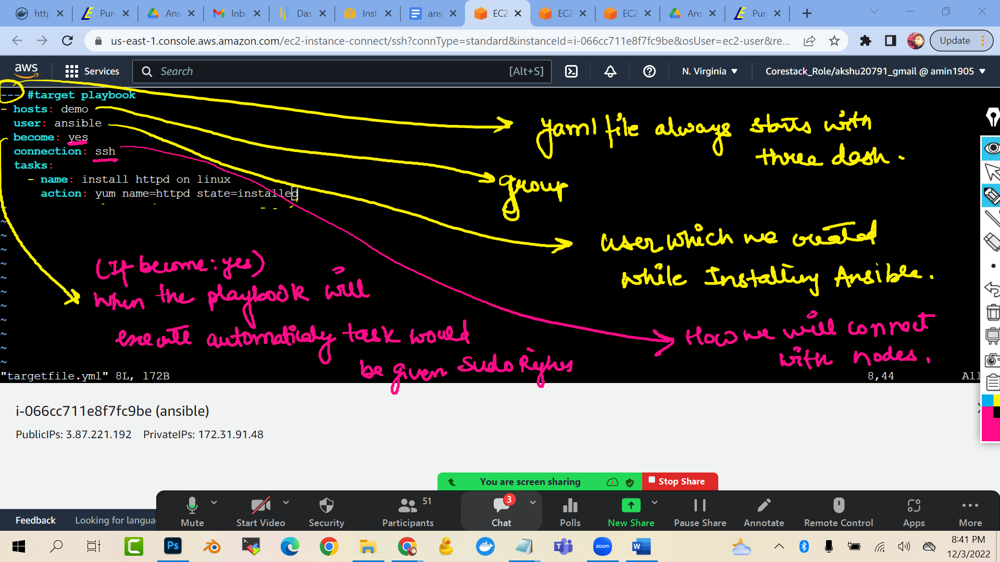 http
Pure
Ans
Inbo
Das
Inst
ansi
EC2
EC2
EC2
Ans
Pure
us-east-1.console.aws.amazon.com/ec2-instance-connect/ssh?connType=standard&instanceId=i-066cc711e8f7fc9be&osUser=ec2-user&re...
Update
aws
Services
Search
[Alt+S]
N. Virginia
Corestack_Role/akshu20791_gmail @ amin1905
--- #target playbook
- hosts: demo
user: ansible
become: yes
connection: ssh
tasks:
- name: install httpd on linux
action: yum name=httpd state=installed
~
~
~
~
~
~
~
~
~
~
~
yaml file always starts with
three dash.
group
user which we created
while Installing Ansible.
(If become: yes)
when the playbook will
execute automaticaly task would
be given Sudo Rights
How we will connect
with nodes.
"targetfile.yml" 8L, 172B
8,44
All
i-066cc711e8f7fc9be (ansible)
PublicIPs: 3.87.221.192 PrivateIPs: 172.31.91.48
You are screen sharing
Stop Share
Feedback
Looking for langua
Mute
Start Video
Security
Participants
51
Chat
3
Polls
New Share
Pause Share
Annotate
Remote Control
Apps
More
Ps
zoom
W
8:41 PM
12/3/2022